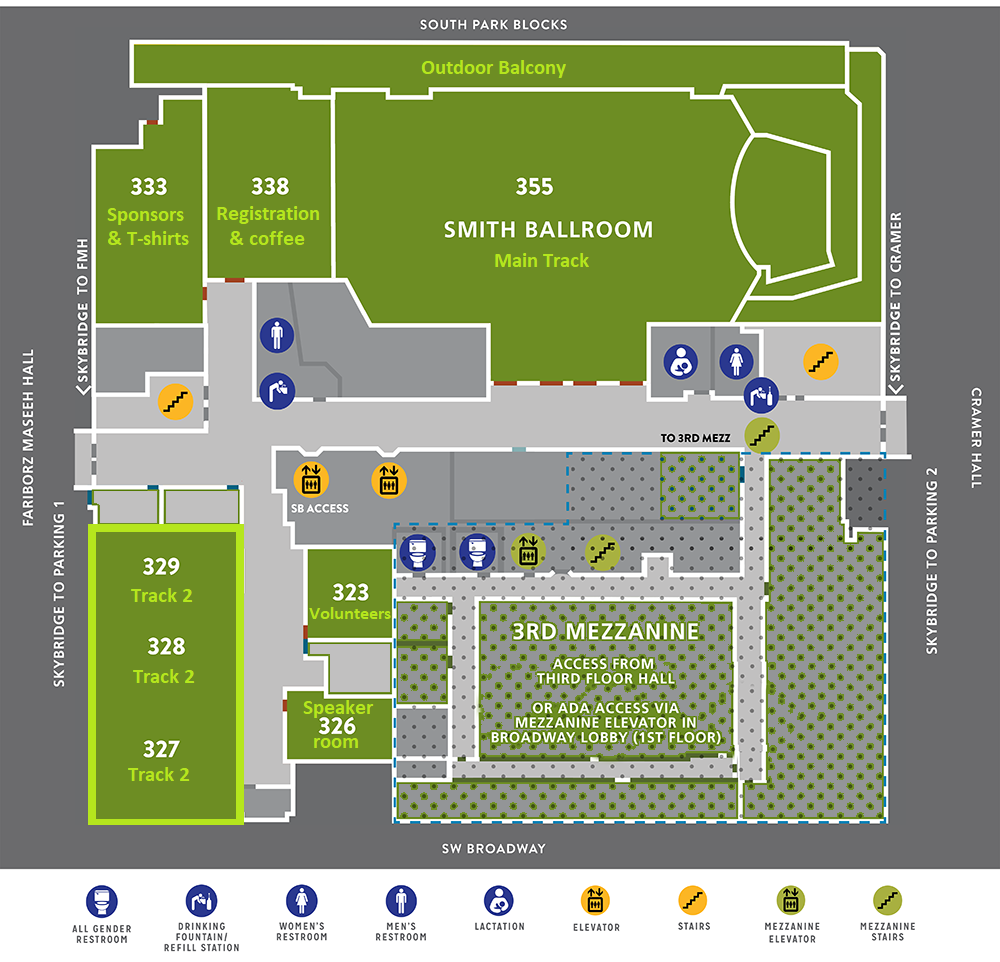 SOUTH PARK BLOCKS
Outdoor Balcony
333
Sponsors
& T-shirts
338
Registration
& coffee
355
SMITH BALLROOM
Main Track
SKYBRIDGE TO FMH
SKYBRIDGE TO CRAMER
FARIBORZ MASEEH HALL
CRAMER HALL
TO 3RD MEZZ
SB ACCESS
SKYBRIDGE TO PARKING 1
SKYBRIDGE TO PARKING 2
329
Track 2
328
Track 2
327
Track 2
323
Volunteers
Speaker
326
room
3RD MEZZANINE
ACCESS FROM
THIRD FLOOR HALL
OR ADA ACCESS VIA
MEZZANINE ELEVATOR IN
BROADWAY LOBBY (1ST FLOOR)
SW BROADWAY
ALL GENDER
RESTROOM
DRINKING
FOUNTAIN/
REFILL STATION
WOMEN'S
RESTROOM
MEN'S
RESTROOM
LACTATION
ELEVATOR
STAIRS
MEZZANINE
ELEVATOR
MEZZANINE
STAIRS